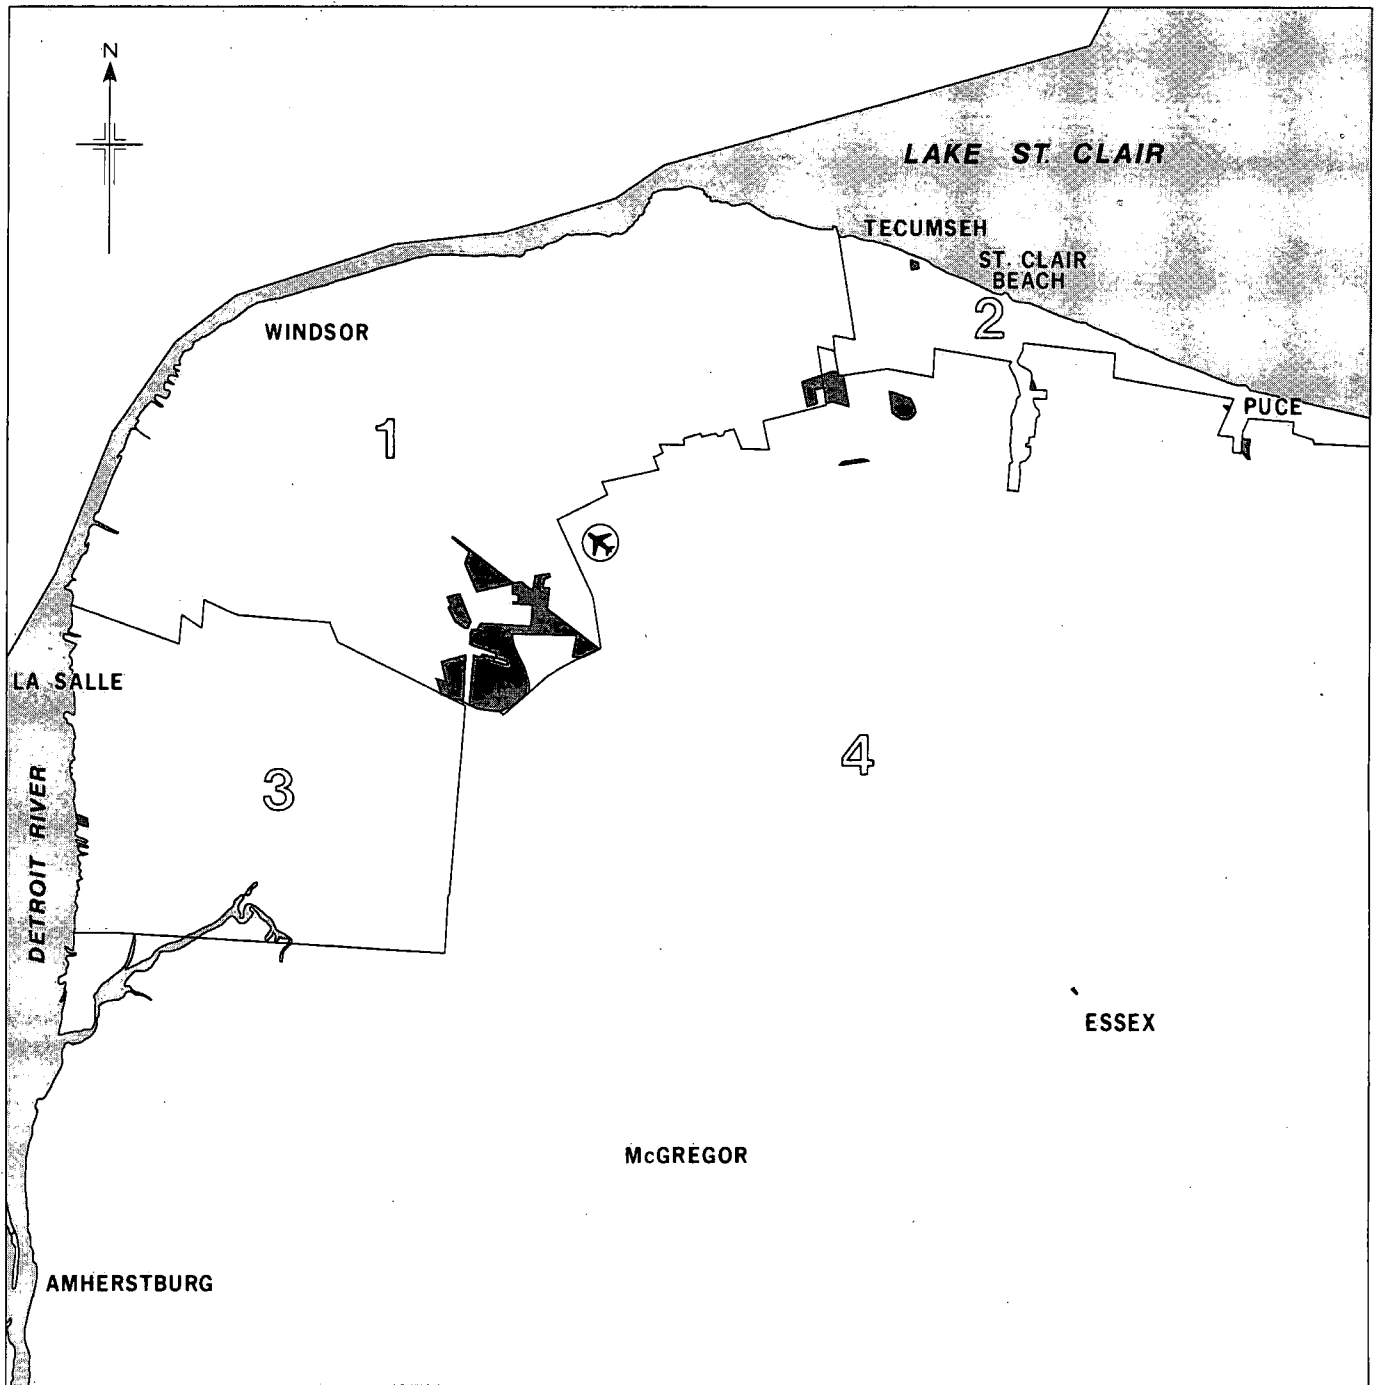 N
LAKE ST. CLAIR
TECUMSEH
ST. CLAIR
BEACH
2
WINDSOR
PUCE
1
LA SALLE
4
3
DETROIT RIVER
ESSEX
McGREGOR
AMHERSTBURG